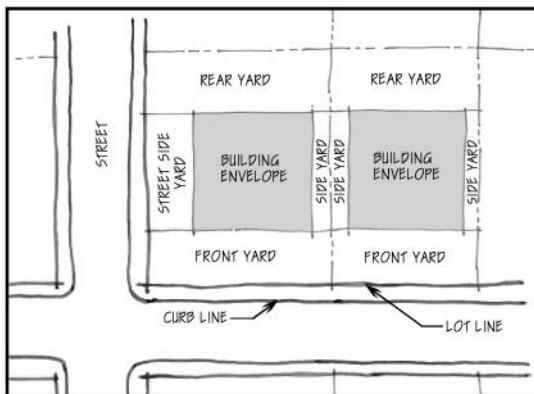 REAR YARD
REAR YARD
STREET
STREET SIDE
YARD
BUILDING
ENVELOPE
SIDE YARD
SIDE YARD
BUILDING
ENVELOPE
SIDE YARD
FRONT YARD
FRONT YARD
CURB LINE
LOT LINE